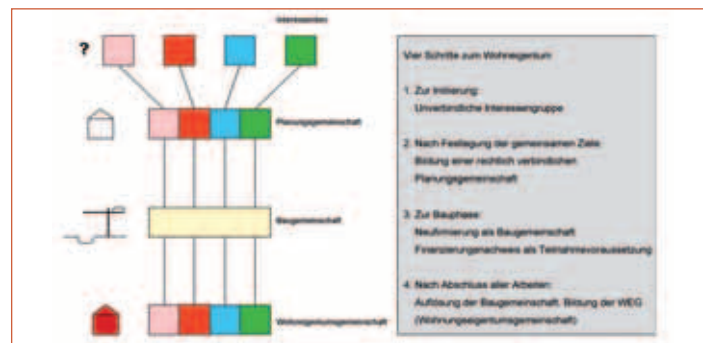 Interessenten
?
Planungsgemeinschaft
Baugemeinschaft
Wohneigentumsgemeinschaft
Vier Schritte zum Wohneigentum:
1. Zur Initiierung:
Unverbindliche Interessengruppe
2. Nach Festlegung der gemeinsamen Ziele:
Bildung einer rechtlich verbindlichen
Planungsgemeinschaft
3. Zur Bauphase:
Neufirmierung als Baugemeinschaft
Finanzierungsnachweis als Teilnahmevoraussetzung
4. Nach Abschluss aller Arbeiten:
Auflösung der Baugemeinschaft. Bildung der WEG
(Wohnungseigentumsgemeinschaft)